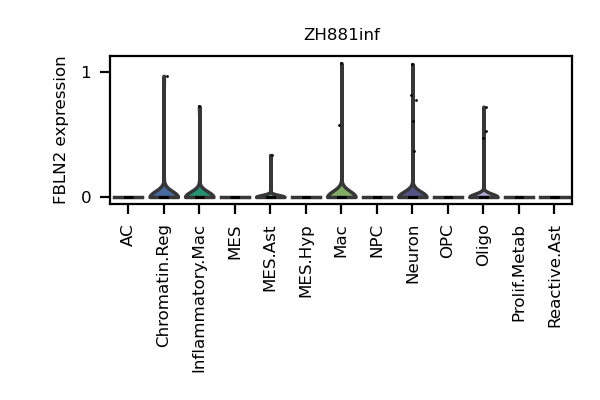 ZH881inf
FBLN2 expression
1
0
AC
Chromatin.Reg
Inflammatory.Mac
MES
MES.Ast
MES.Hyp
Mac
NPC
Neuron
OPC
Oligo
Prolif.Metab
Reactive.Ast